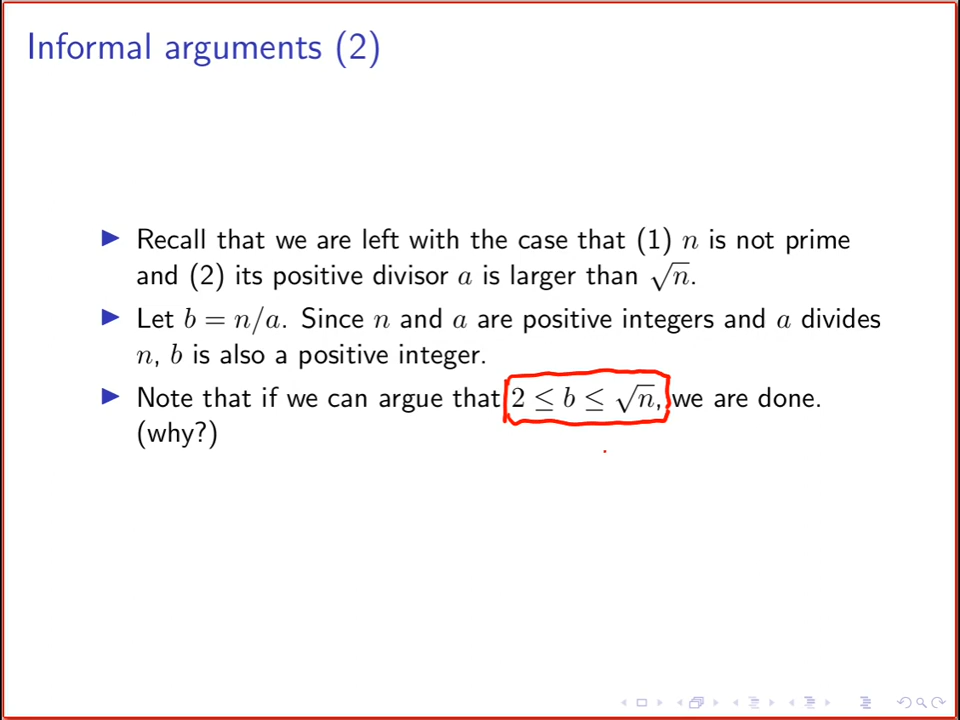 Informal arguments (2)
▶ Recall that we are left with the case that (1) n is not prime
and (2) its positive divisor a is larger than √n.
▶ Let b = n/a. Since n and a are positive integers and a divides
n, b is also a positive integer.
▶ Note that if we can argue that 2 ≤ b ≤ √n, we are done.
(why?)